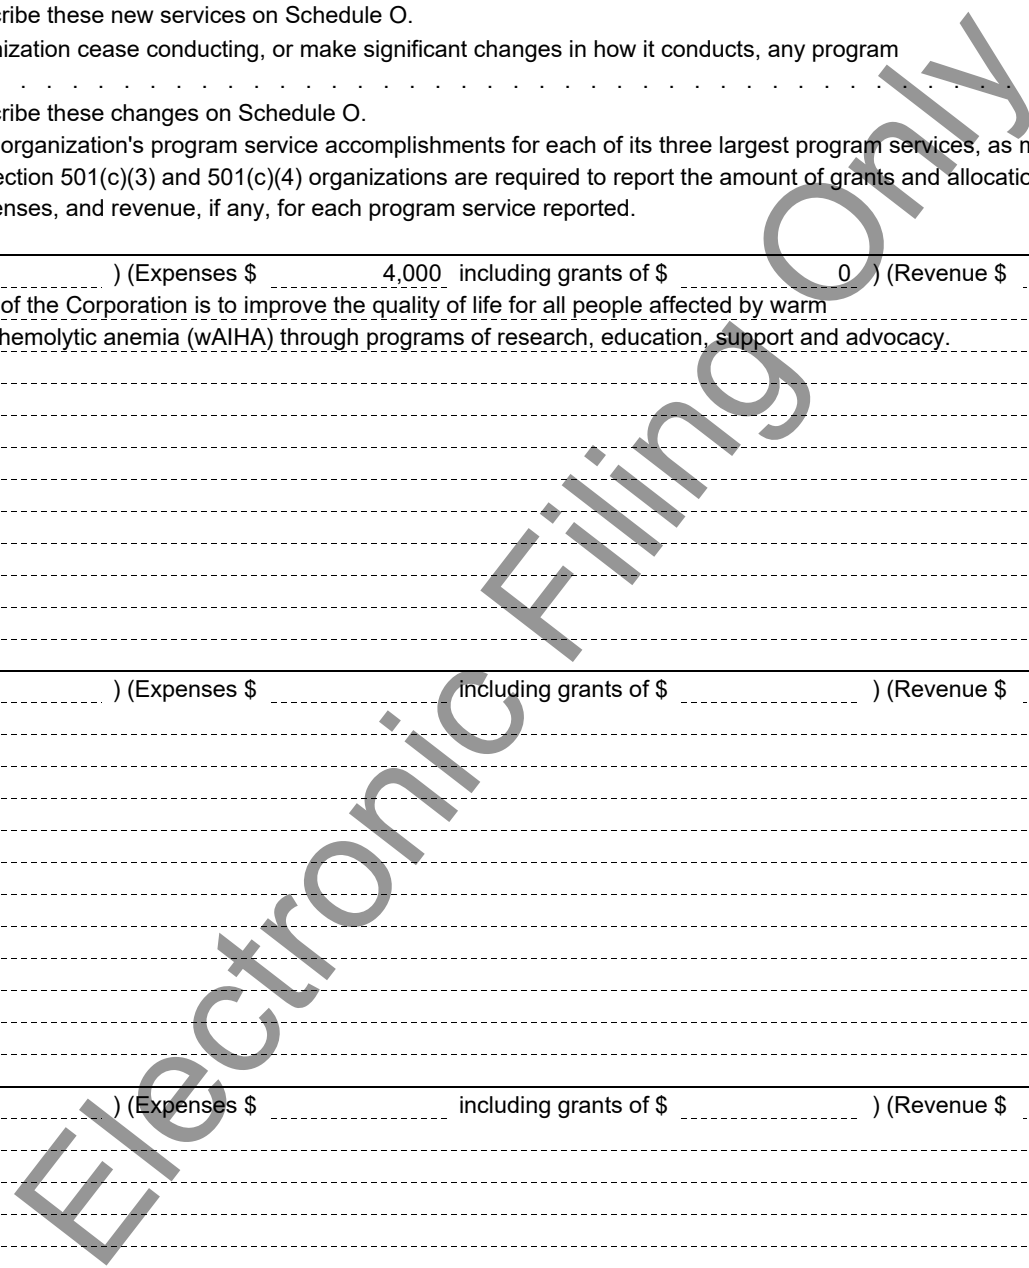 cribe these new services on Schedule O.
nization cease conducting, or make significant changes in how it conducts, any program
. . . . . . . . . . . . . . . . . . . . . . . . . . . . . . . . . . . . . . .
cribe these changes on Schedule O.
organization's program service accomplishments for each of its three largest program services, as m
ection 501(c)(3) and 501(c)(4) organizations are required to report the amount of grants and allocatio
enses, and revenue, if any, for each program service reported.
) (Expenses $ 4,000 including grants of $ 0 ) (Revenue $
of the Corporation is to improve the quality of life for all people affected by warm
hemolytic anemia (wAIHA) through programs of research, education, support and advocacy.
) (Expenses $ including grants of $ ) (Revenue $
) (Expenses $ including grants of $ ) (Revenue $
Electronic Filing Only